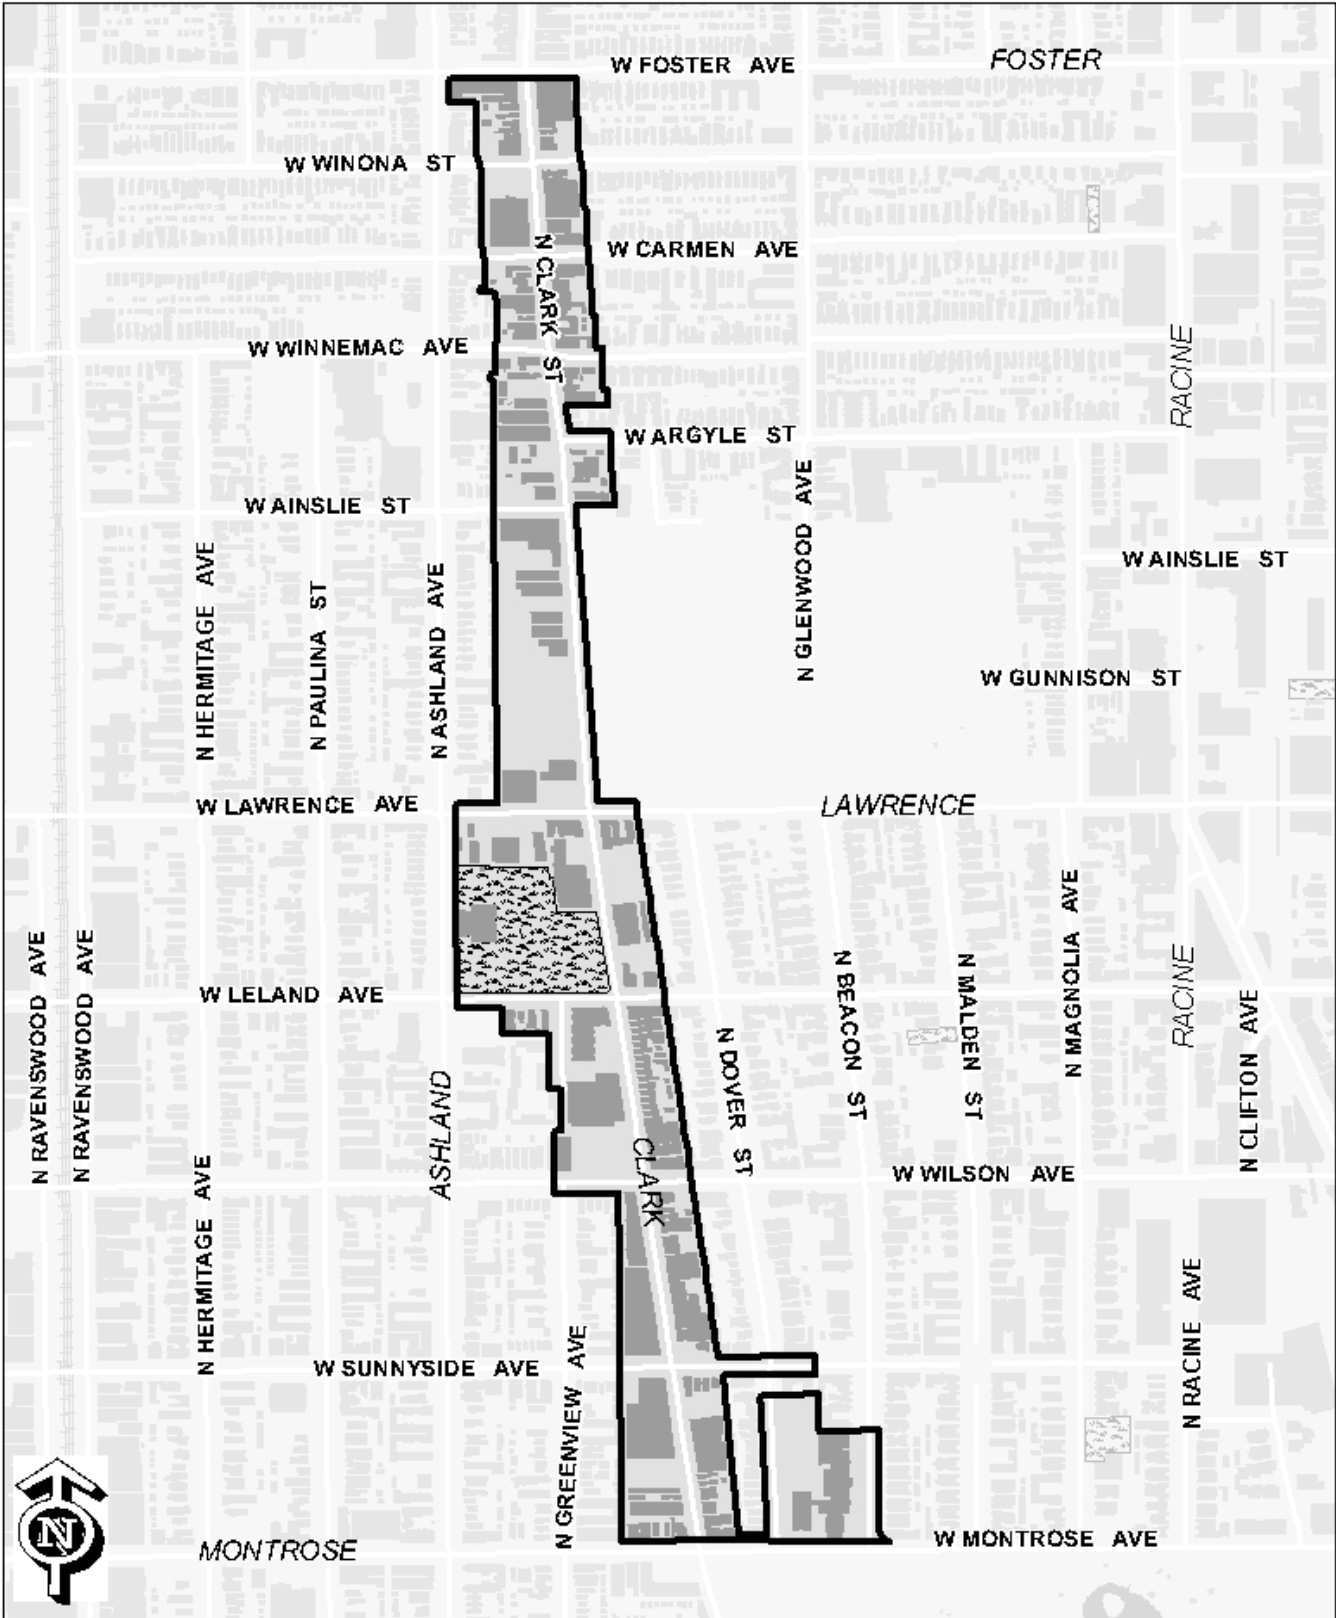 W FOSTER AVE
FOSTER
W WINONA ST
N CLARK ST
W CARMEN AVE
W WINNEMAC AVE
RACINE
W ARGYLE ST
W AINSLIE ST
N GLENWOOD AVE
W AINSLIE ST
N HERMITAGE AVE
N PAULINA ST
N ASHLAND AVE
W GUNNISON ST
W LAWRENCE AVE
LAWRENCE
N RAVENSWOOD AVE
N RAVENSWOOD AVE
W LELAND AVE
N BEACON ST
N MALDEN ST
N MAGNOLIA AVE
RACINE
N CLIFTON AVE
N DOVER ST
ASHLAND
CLARK
W WILSON AVE
N HERMITAGE AVE
W SUNNYSIDE AVE
N GREENVIEW AVE
N RACINE AVE
N
MONTROSE
W MONTROSE AVE